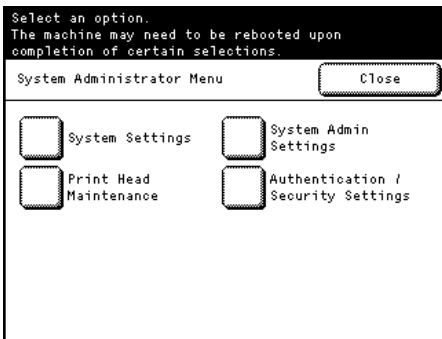 Select an option.
The machine may need to be rebooted upon
completion of certain selections.
System Administrator Menu
Close
System Settings
System Admin
Settings
Print Head
Maintenance
Authentication /
Security Settings